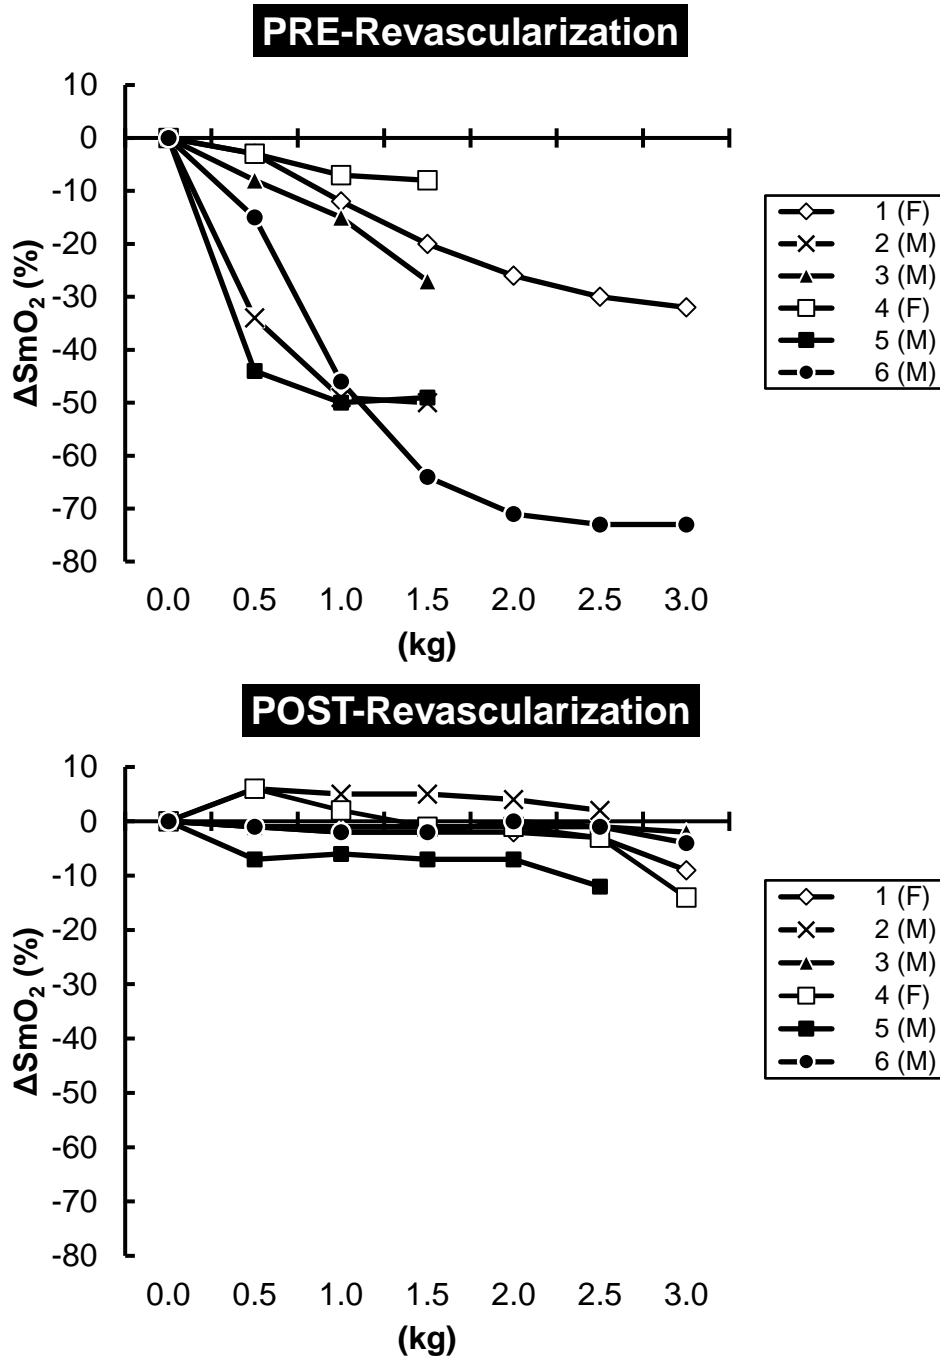 PRE-Revascularization
10
0
-10
-20
-30
-40
-50
-60
-70
-80
ΔSmO₂ (%)
0.0 0.5 1.0 1.5 2.0 2.5 3.0
(kg)
1 (F)
2 (M)
3 (M)
4 (F)
5 (M)
6 (M)
POST-Revascularization
10
0
-10
-20
-30
-40
-50
-60
-70
-80
ΔSmO₂ (%)
0.0 0.5 1.0 1.5 2.0 2.5 3.0
(kg)
1 (F)
2 (M)
3 (M)
4 (F)
5 (M)
6 (M)